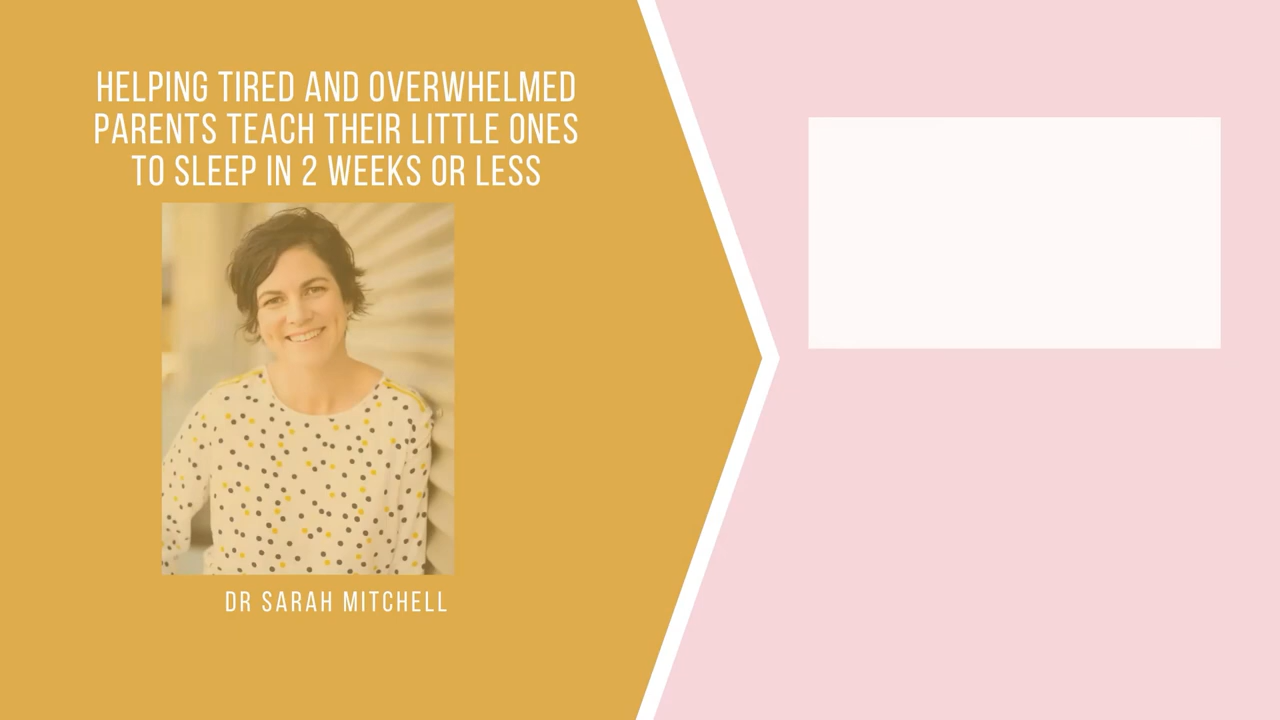 HELPING TIRED AND OVERWHELMED
PARENTS TEACH THEIR LITTLE ONES
TO SLEEP IN 2 WEEKS OR LESS
DR SARAH MITCHELL